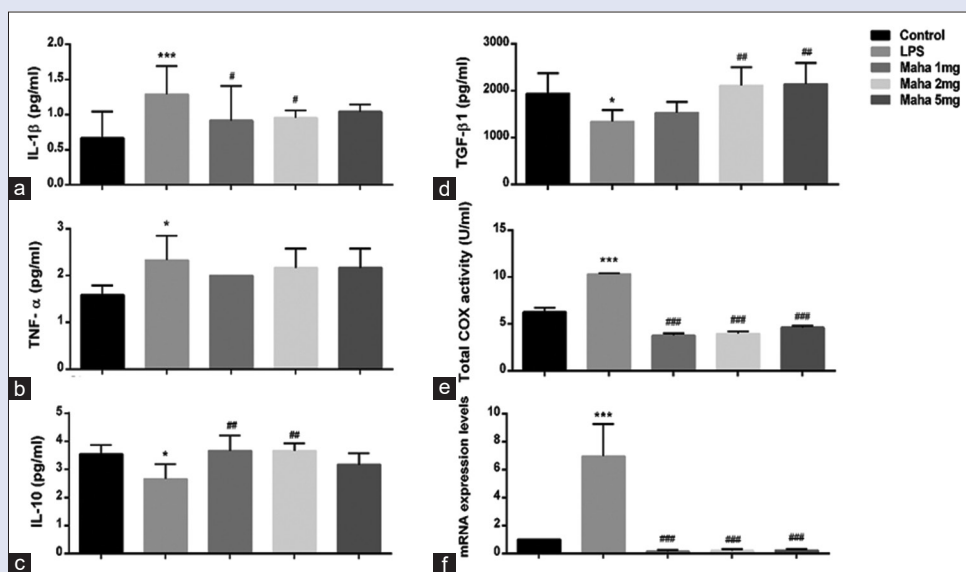 2.0
1.5
1.0
0.5
0.0
IL-1β (pg/ml)
***
#
#
a
3
2
1
0
TNF- α (pg/ml)
*
b
5
4
3
2
1
0
IL-10 (pg/ml)
*
##
##
c
3000
2000
1000
0
TGF-β1 (pg/ml)
*
##
##
d
15
10
5
0
Total COX activity (U/ml)
***
###
###
###
e
10
8
6
4
2
0
mRNA expression levels
***
###
###
###
f
Control
LPS
Maha 1mg
Maha 2mg
Maha 5mg